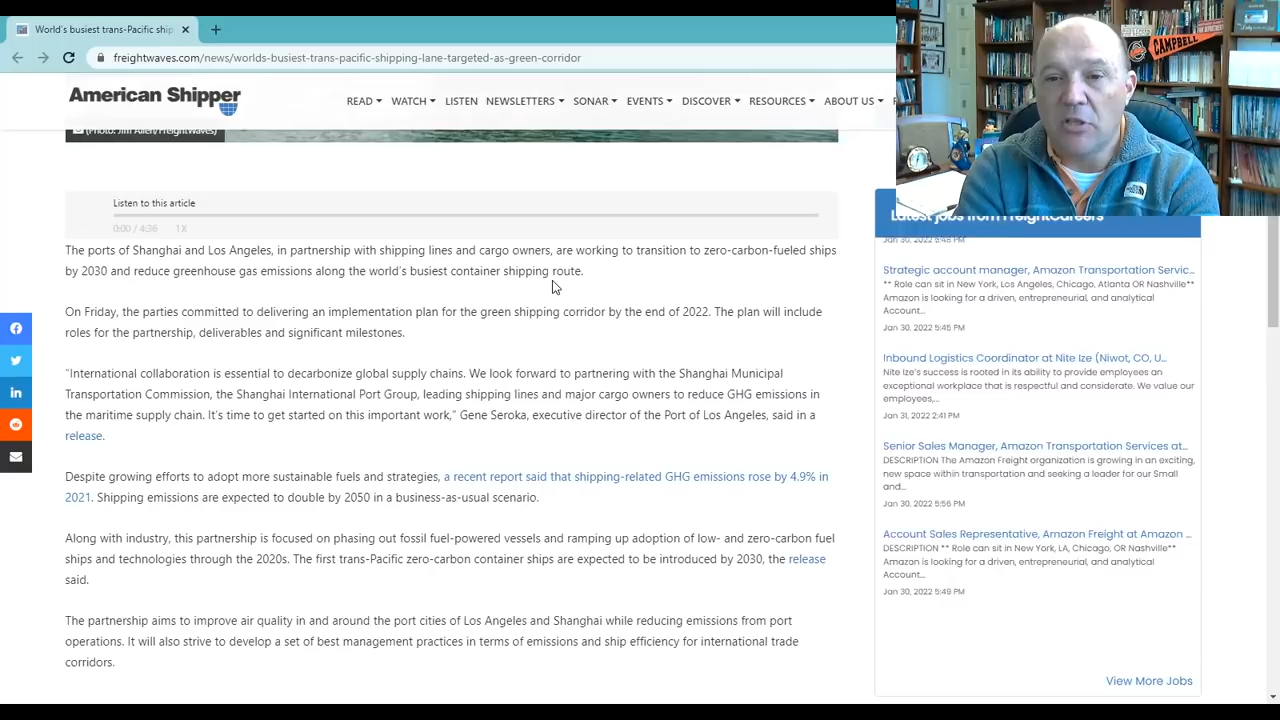 World's busiest trans-Pacific ship
freightwaves.com/news/worlds-busiest-trans-pacific-shipping-lane-targeted-as-green-corridor
CAMPBELL
American Shipper
READ WATCH LISTEN NEWSLETTERS SONAR EVENTS DISCOVER RESOURCES ABOUT US
(Photo: Jim Allen/FreightWaves)
Listen to this article
0:00 / 4:36 1X
The ports of Shanghai and Los Angeles, in partnership with shipping lines and cargo owners, are working to transition to zero-carbon-fueled ships
by 2030 and reduce greenhouse gas emissions along the world's busiest container shipping route.
On Friday, the parties committed to delivering an implementation plan for the green shipping corridor by the end of 2022. The plan will include
roles for the partnership, deliverables and significant milestones.
"International collaboration is essential to decarbonize global supply chains. We look forward to partnering with the Shanghai Municipal
Transportation Commission, the Shanghai International Port Group, leading shipping lines and major cargo owners to reduce GHG emissions in
the maritime supply chain. It's time to get started on this important work," Gene Seroka, executive director of the Port of Los Angeles, said in a
release.
Despite growing efforts to adopt more sustainable fuels and strategies, a recent report said that shipping-related GHG emissions rose by 4.9% in
2021. Shipping emissions are expected to double by 2050 in a business-as-usual scenario.
Along with industry, this partnership is focused on phasing out fossil fuel-powered vessels and ramping up adoption of low- and zero-carbon fuel
ships and technologies through the 2020s. The first trans-Pacific zero-carbon container ships are expected to be introduced by 2030, the release
said.
The partnership aims to improve air quality in and around the port cities of Los Angeles and Shanghai while reducing emissions from port
operations. It will also strive to develop a set of best management practices in terms of emissions and ship efficiency for international trade
corridors.
Latest jobs from FreightCareers
Jan 30, 2022 5:48 PM
Strategic account manager, Amazon Transportation Servic...
** Role can sit in New York, Los Angeles, Chicago, Atlanta OR Nashville**
Amazon is looking for a driven, entrepreneurial, and analytical
Account...
Jan 30, 2022 5:45 PM
Inbound Logistics Coordinator at Nite Ize (Niwot, CO, U...
Nite Ize's success is rooted in its ability to provide employees an
exceptional workplace that is respectful and considerate. We value our
employees,...
Jan 31, 2022 2:41 PM
Senior Sales Manager, Amazon Transportation Services at...
DESCRIPTION The Amazon Freight organization is growing in an exciting,
new space within transportation and seeking a leader for our Small
and...
Jan 30, 2022 5:56 PM
Account Sales Representative, Amazon Freight at Amazon ...
DESCRIPTION ** Role can sit in New York, LA, Chicago, OR Nashville**
Amazon is looking for a driven, entrepreneurial, and analytical
Account...
Jan 30, 2022 5:49 PM
View More Jobs